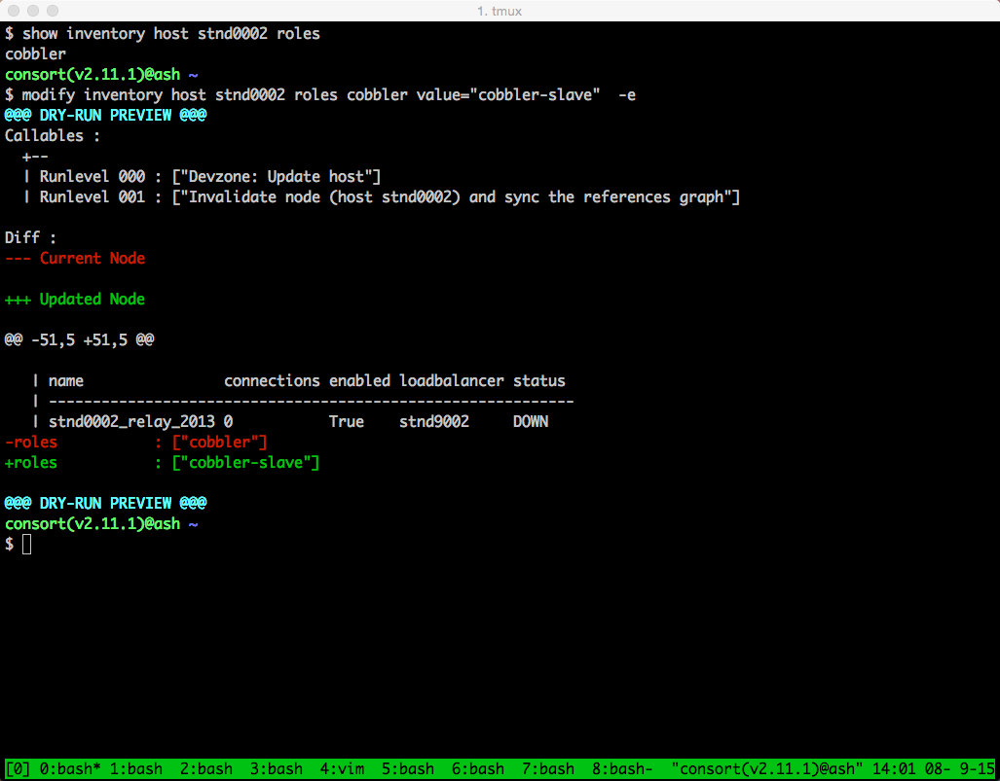 1. tmux
$ show inventory host stnd0002 roles
cobbler
consort(v2.11.1)@ash ~
$ modify inventory host stnd0002 roles cobbler value="cobbler-slave"  -e
@@@ DRY-RUN PREVIEW @@@
Callables :
  +--
  | Runlevel 000 : ["Devzone: Update host"]
  | Runlevel 001 : ["Invalidate node (host stnd0002) and sync the references graph"]
Diff :
--- Current Node
+++ Updated Node
@@ -51,5 +51,5 @@
   | name                connections enabled loadbalancer status
   | ------------------------------------------------------------
   | stnd0002_relay_2013 0           True    stnd9002     DOWN
-roles           : ["cobbler"]
+roles           : ["cobbler-slave"]
@@@ DRY-RUN PREVIEW @@@
consort(v2.11.1)@ash ~
$
[0] 0:bash* 1:bash  2:bash  3:bash  4:vim  5:bash  6:bash  7:bash  8:bash-  "consort(v2.11.1)@ash" 14:01 08- 9-15